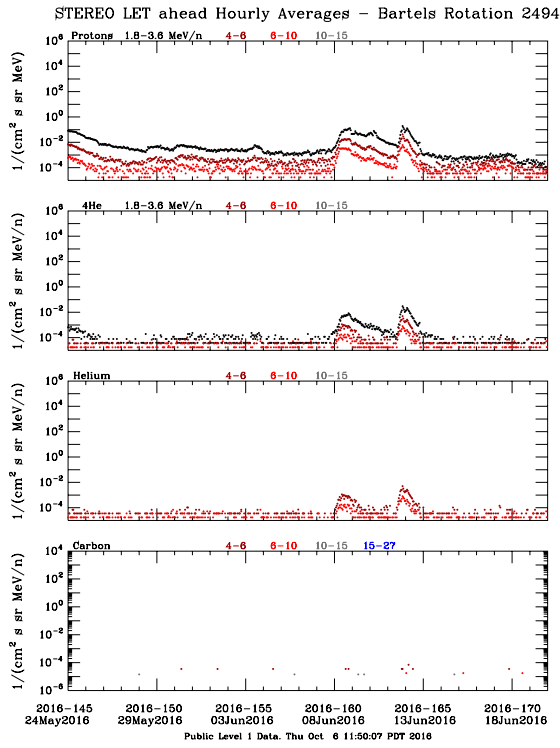 STEREO LET ahead Hourly Averages – Bartels Rotation 2494
Protons 1.8–3.6 MeV/n 4–6 6–10 10–15
1/(cm² s sr MeV)
10⁶
10⁴
10²
10⁰
10⁻²
10⁻⁴
4He 1.8–3.6 MeV/n 4–6 6–10 10–15
1/(cm² s sr MeV/n)
10⁶
10⁴
10²
10⁰
10⁻²
10⁻⁴
Helium 4–6 6–10 10–15
1/(cm² s sr MeV/n)
10⁶
10⁴
10²
10⁰
10⁻²
10⁻⁴
Carbon 4–6 6–10 10–15 15–27
1/(cm² s sr MeV/n)
10⁴
10²
10⁰
10⁻²
10⁻⁴
10⁻⁶
2016–145 2016–150 2016–155 2016–160 2016–165 2016–170
24May2016 29May2016 03Jun2016 08Jun2016 13Jun2016 18Jun2016
Public Level 1 Data. Thu Oct 6 11:50:07 PDT 2016